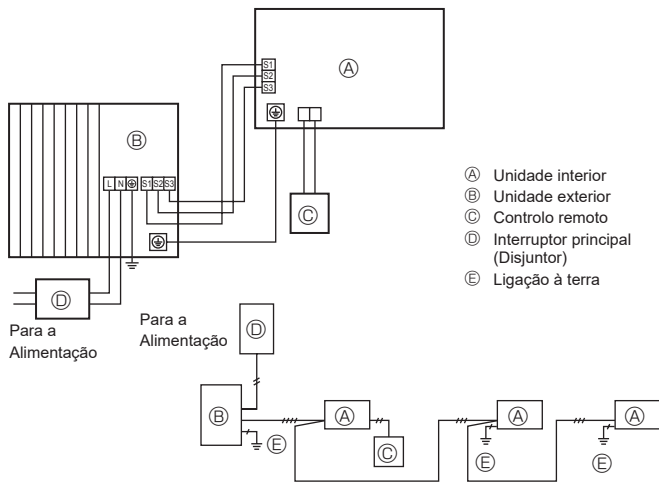 S1
S2
S3
Ⓐ
Ⓑ
L N S1 S2 S3
Ⓒ
Ⓓ
Para a
Alimentação
Ⓐ Unidade interior
Ⓑ Unidade exterior
Ⓒ Controlo remoto
Ⓓ Interruptor principal
(Disjuntor)
Ⓔ Ligação à terra
Para a
Alimentação
Ⓓ
Ⓑ
Ⓔ
Ⓐ
Ⓒ
Ⓐ
Ⓔ
Ⓐ
Ⓔ